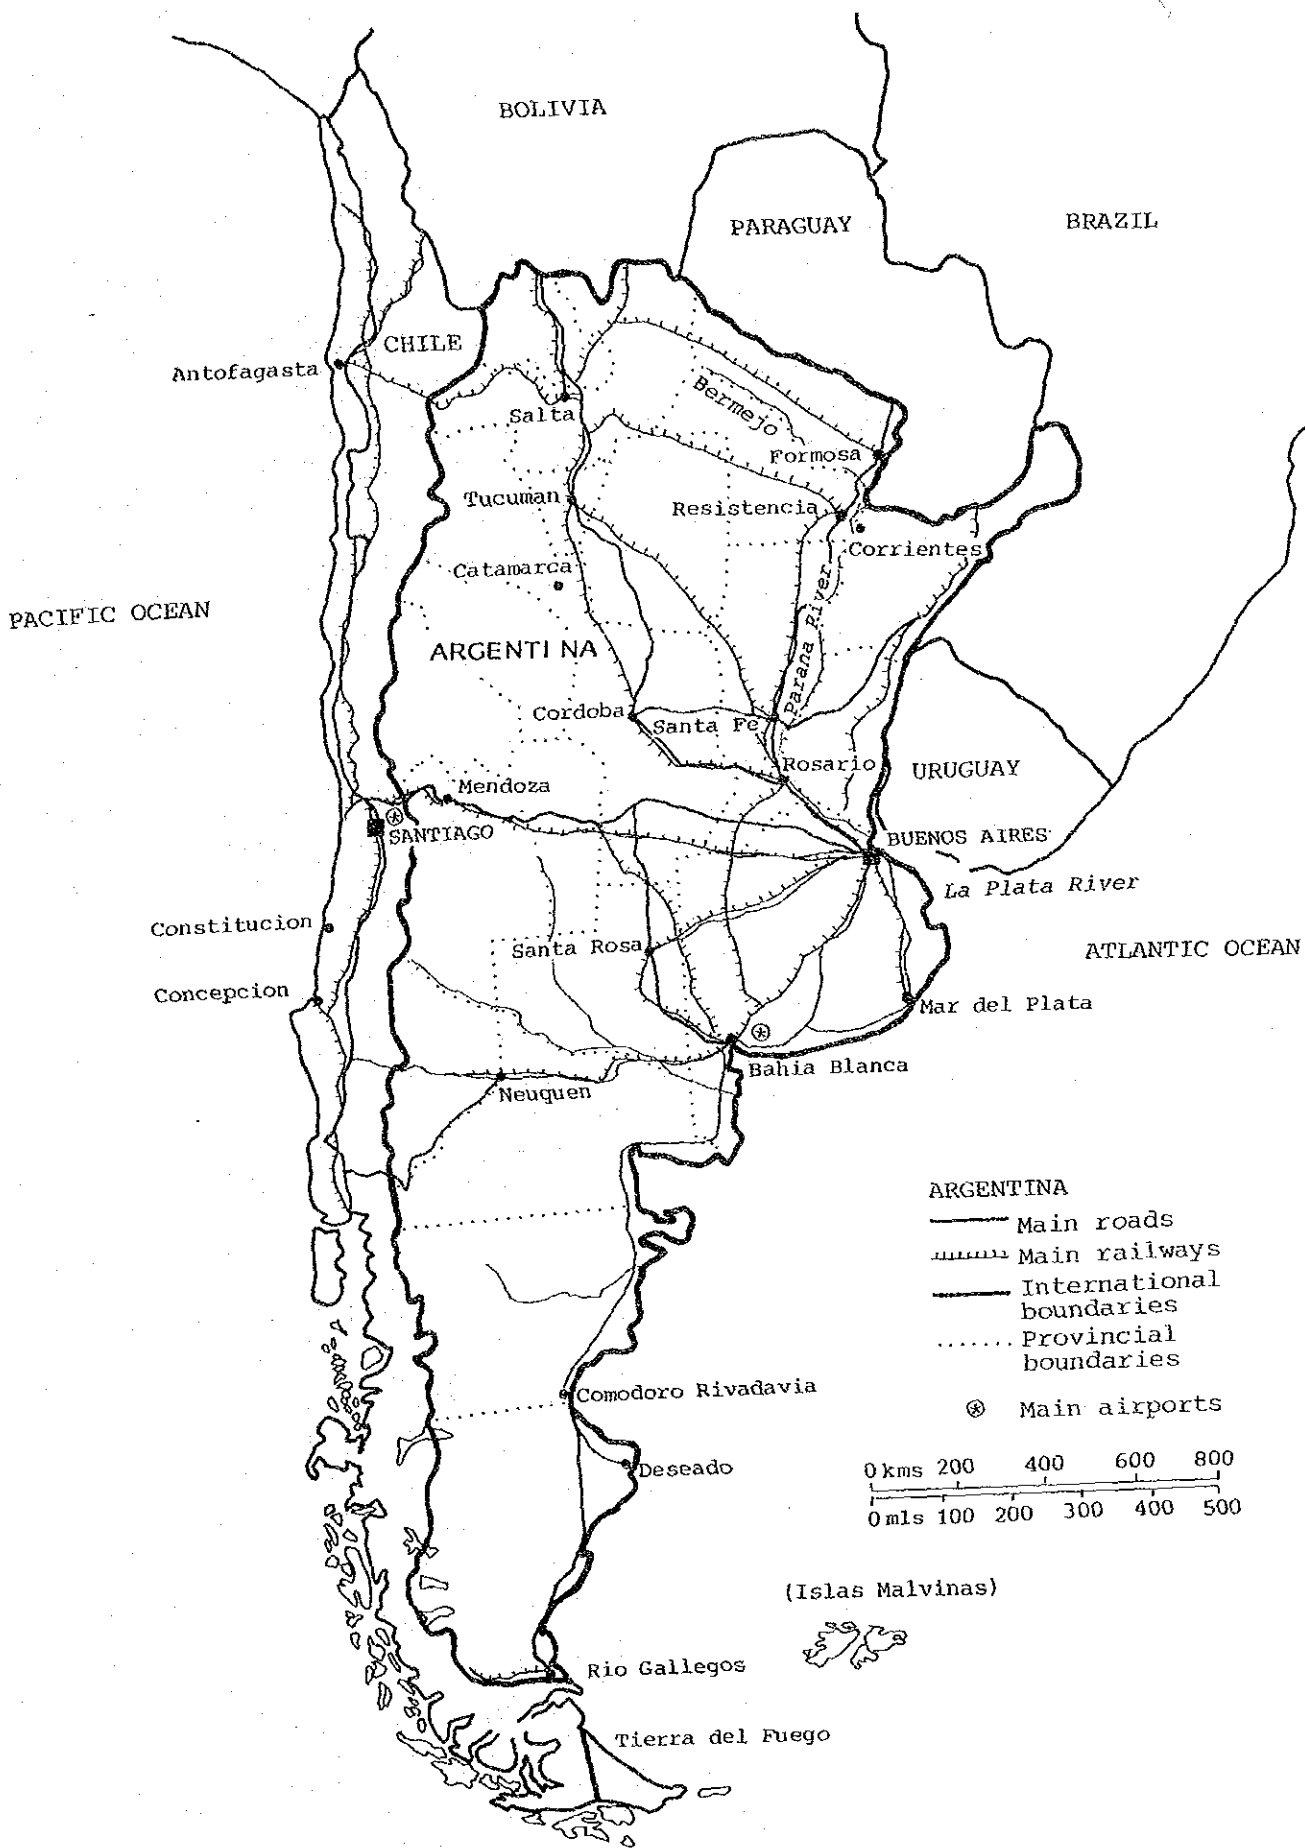 BOLIVIA
PARAGUAY
BRAZIL
CHILE
Antofagasta
Salta
Bermejo
Formosa
Tucuman
Resistencia
Corrientes
Catamarca
PACIFIC OCEAN
ARGENTINA
Parana River
Cordoba
Santa Fe
Rosario
URUGUAY
Mendoza
SANTIAGO
BUENOS AIRES
La Plata River
Constitucion
Santa Rosa
ATLANTIC OCEAN
Concepcion
Mar del Plata
Bahia Blanca
Neuquen
ARGENTINA
Main roads
Main railways
International
boundaries
Provincial
boundaries
Main airports
Comodoro Rivadavia
Deseado
0 kms 200 400 600 800
0 mls 100 200 300 400 500
(Islas Malvinas)
Rio Gallegos
Tierra del Fuego